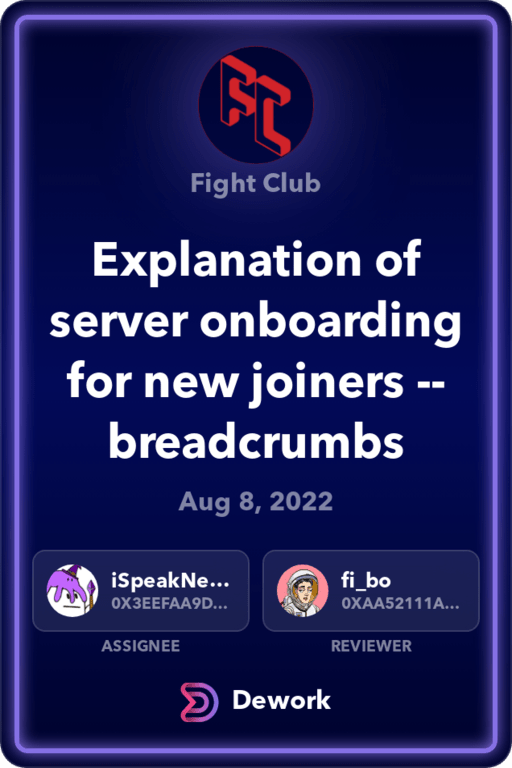 FC
Fight Club
Explanation of
server onboarding
for new joiners --
breadcrumbs
Aug 8, 2022
iSpeakNe...
0X3EEFAA9D...
ASSIGNEE
fi_bo
0XAA52111A...
REVIEWER
Dework